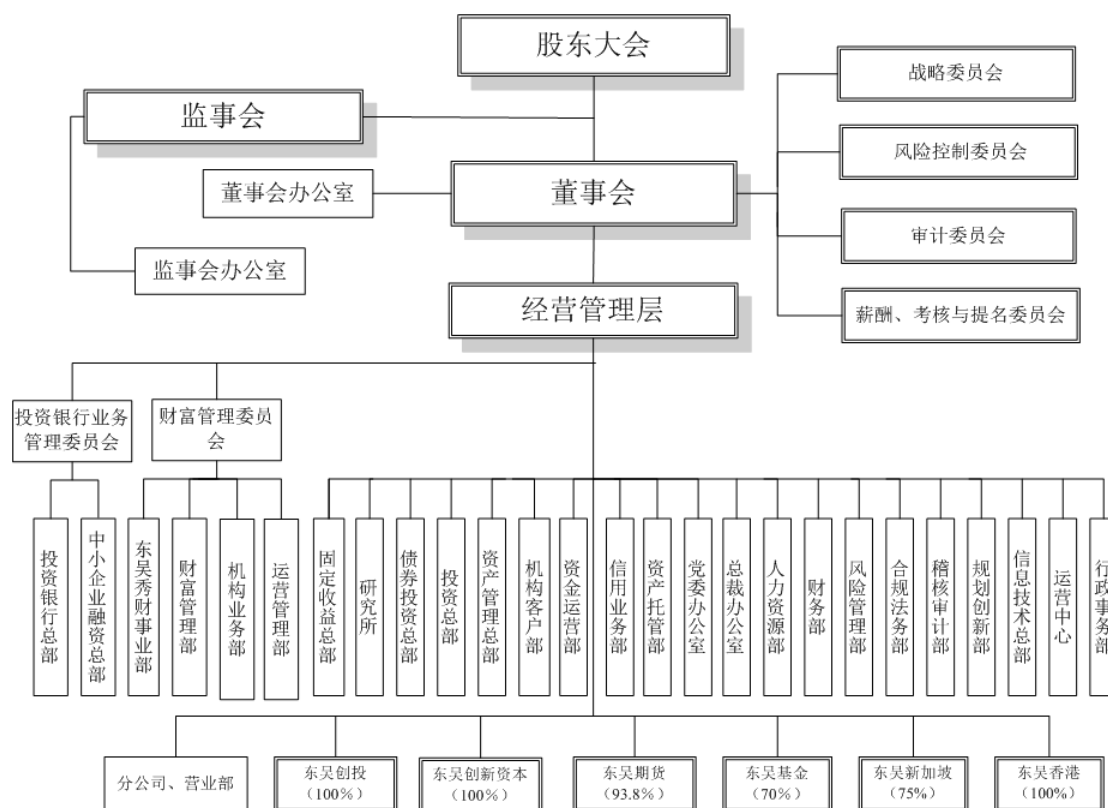 股东大会
战略委员会
监事会
风险控制委员会
董事会办公室
董事会
审计委员会
监事会办公室
经营管理层
薪酬、考核与提名委员会
投资银行业务
管理委员会
财富管理委员
会
投资银行总部
中小企业融资总部
东吴秀财事业部
财富管理部
机构业务部
运营管理部
固定收益总部
研究所
债券投资总部
投资总部
资产管理总部
机构客户部
资金运营部
信用业务部
资产托管部
党委办公室
总裁办公室
人力资源部
财务部
风险管理部
合规法务部
稽核审计部
规划创新部
信息技术总部
运营中心
行政事务部
分公司、营业部
东吴创投
（100%）
东吴创新资本
（100%）
东吴期货
（93.8%）
东吴基金
（70%）
东吴新加坡
（75%）
东吴香港
（100%）